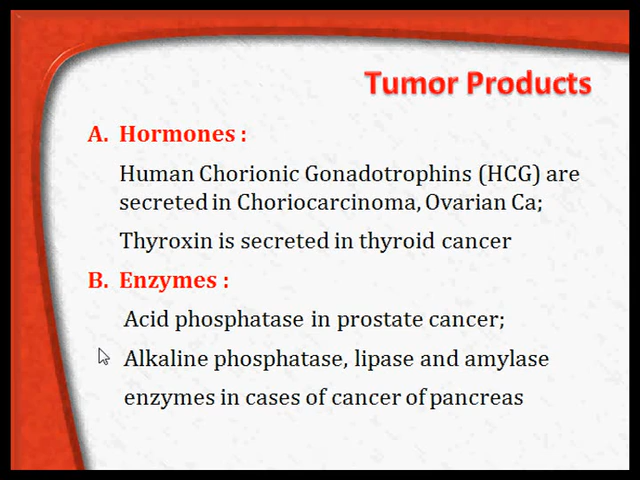 Tumor Products
A. Hormones :
Human Chorionic Gonadotrophins (HCG) are
secreted in Choriocarcinoma, Ovarian Ca;
Thyroxin is secreted in thyroid cancer
B. Enzymes :
Acid phosphatase in prostate cancer;
Alkaline phosphatase, lipase and amylase
enzymes in cases of cancer of pancreas